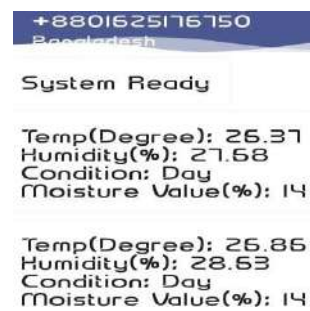 +8801625176750
Bangladesh
System Ready
Temp(Degree): 26.37
Humidity(%): 27.68
Condition: Day
Moisture Value(%): 14
Temp(Degree): 26.86
Humidity(%): 28.63
Condition: Day
Moisture Value(%): 14